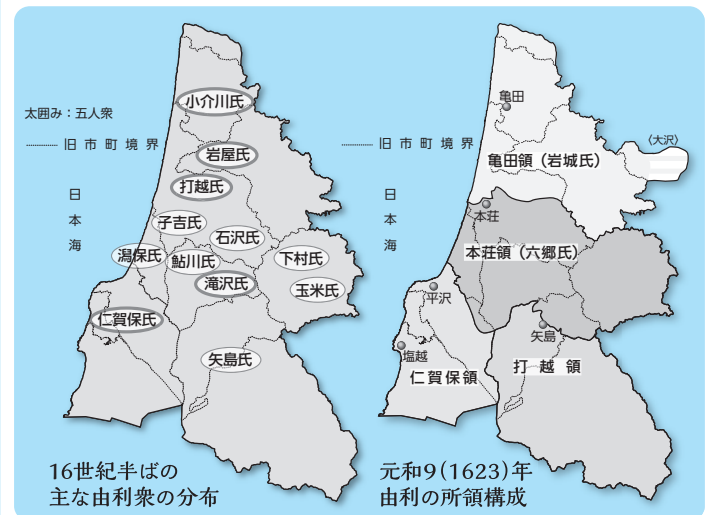 小介川氏
太囲み：五人衆
旧市町境界
岩屋氏
打越氏
日本海
子吉氏
石沢氏
潟保氏
鮎川氏
下村氏
滝沢氏
玉米氏
仁賀保氏
矢島氏
16世紀半ばの
主な由利衆の分布
亀田
旧市町境界
〈大沢〉
亀田領（岩城氏）
日本海
本荘
本荘領（六郷氏）
平沢
矢島
塩越
打越領
仁賀保領
元和9(1623)年
由利の所領構成